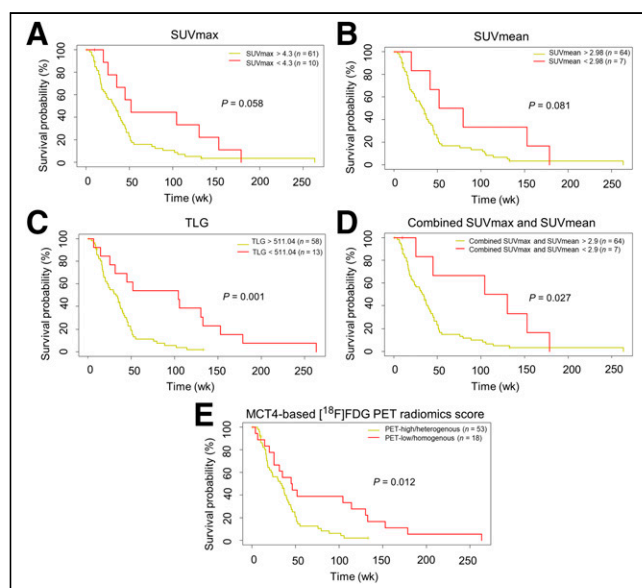 A
SUVmax
SUVmax > 4.3 (n = 61)
SUVmax < 4.3 (n = 10)
P = 0.058
Survival probability (%)
0 20 40 60 80 100
0 50 100 150 200 250
Time (wk)
B
SUVmean
SUVmean > 2.98 (n = 64)
SUVmean < 2.98 (n = 7)
P = 0.081
Survival probability (%)
0 20 40 60 80 100
0 50 100 150 200 250
Time (wk)
C
TLG
TLG > 511.04 (n = 58)
TLG < 511.04 (n = 13)
P = 0.001
Survival probability (%)
0 20 40 60 80 100
0 50 100 150 200 250
Time (wk)
D
Combined SUVmax and SUVmean
Combined SUVmax and SUVmean > 2.9 (n = 64)
Combined SUVmax and SUVmean < 2.9 (n = 7)
P = 0.027
Survival probability (%)
0 20 40 60 80 100
0 50 100 150 200 250
Time (wk)
E
MCT4-based [¹⁸F]FDG PET radiomics score
PET-high/heterogenous (n = 53)
PET-low/homogenous (n = 18)
P = 0.012
Survival probability (%)
0 20 40 60 80 100
0 50 100 150 200 250
Time (wk)